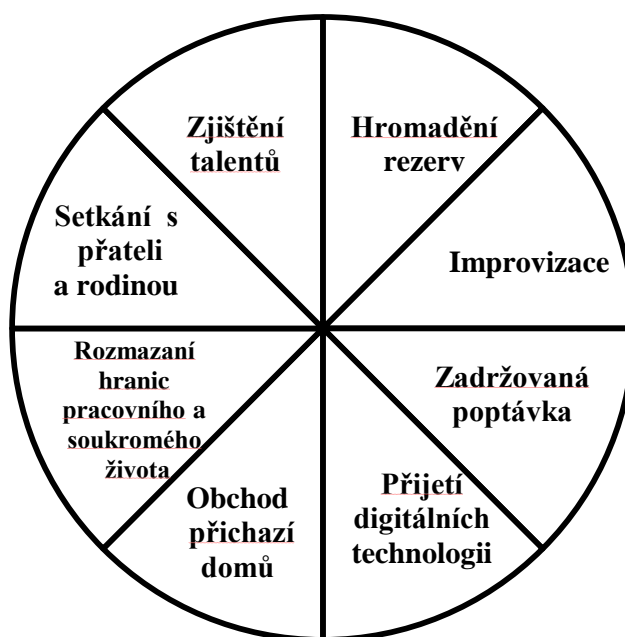 Zjištění
talentů
Hromadění
rezerv
Setkání s
přateli
a rodinou
Improvizace
Rozmazaní
hranic
pracovního a
soukromého
života
Zadržovaná
poptávka
Obchod
přichazí
domů
Přijetí
digitálních
technologii